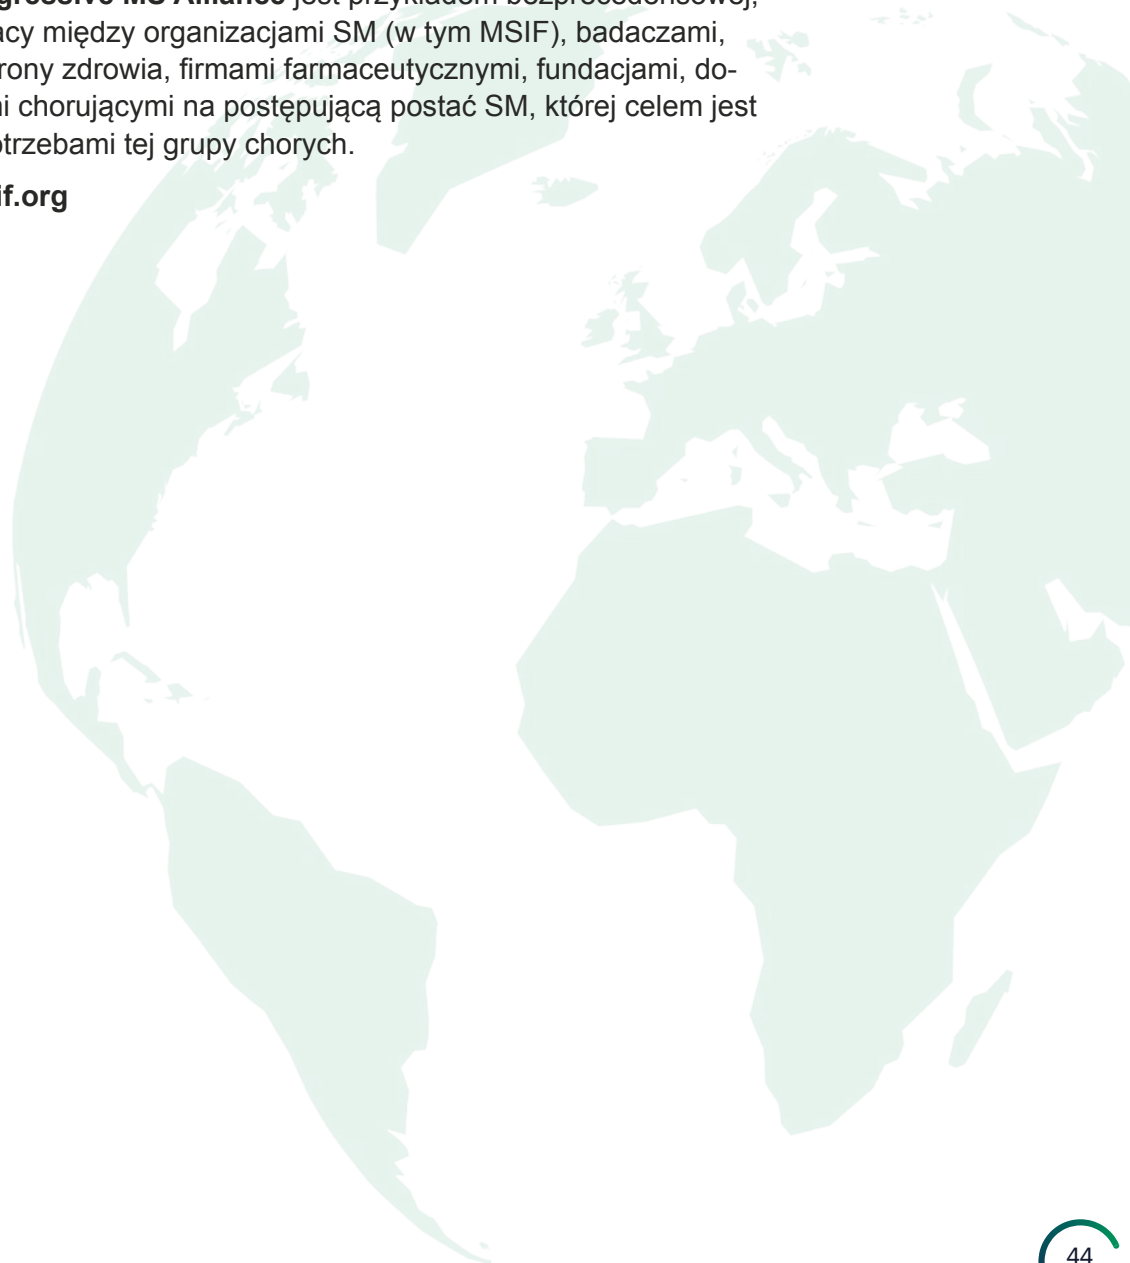 gressive MS Alliance jest przykładem bezprecedensowej,
acy między organizacjami SM (w tym MSIF), badaczami,
rony zdrowia, firmami farmaceutycznymi, fundacjami, do-
ni chorującymi na postępującą postać SM, której celem jest
otrzebami tej grupy chorych.
if.org
44